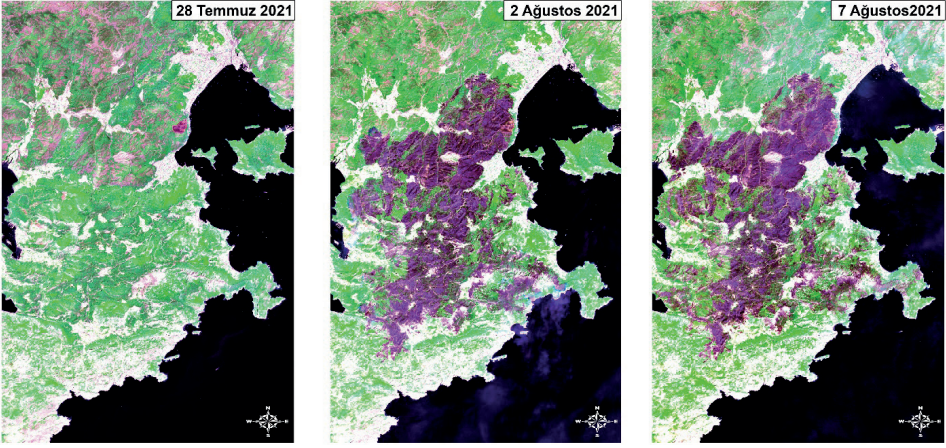 28 Temmuz 2021
2 Ağustos 2021
7 Ağustos2021
N
W E
S
N
W E
S
N
W E
S